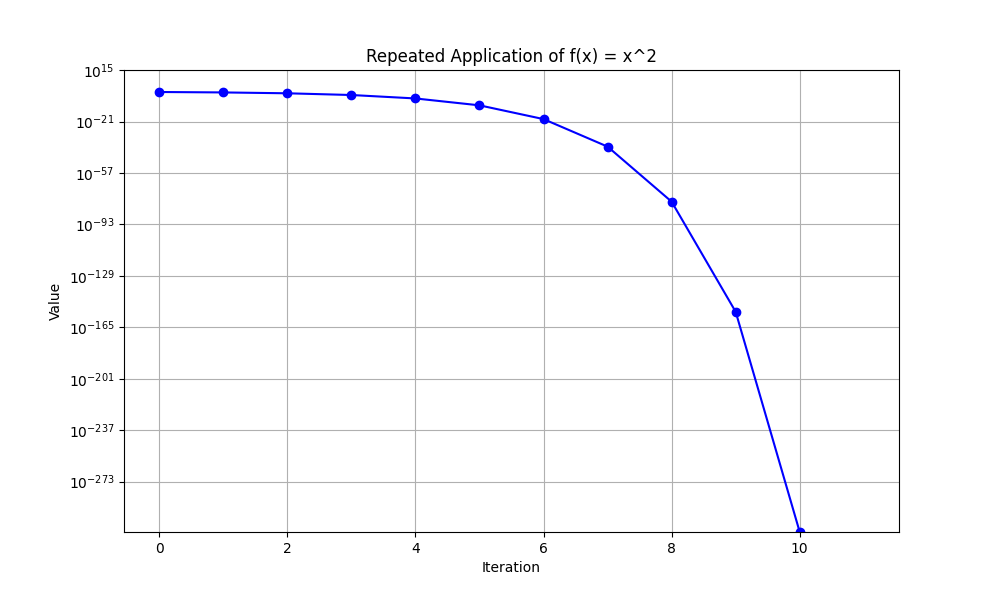 Repeated Application of f(x) = x^2
10^15
10^−21
10^−57
10^−93
10^−129
10^−165
10^−201
10^−237
10^−273
Value
0 2 4 6 8 10
Iteration